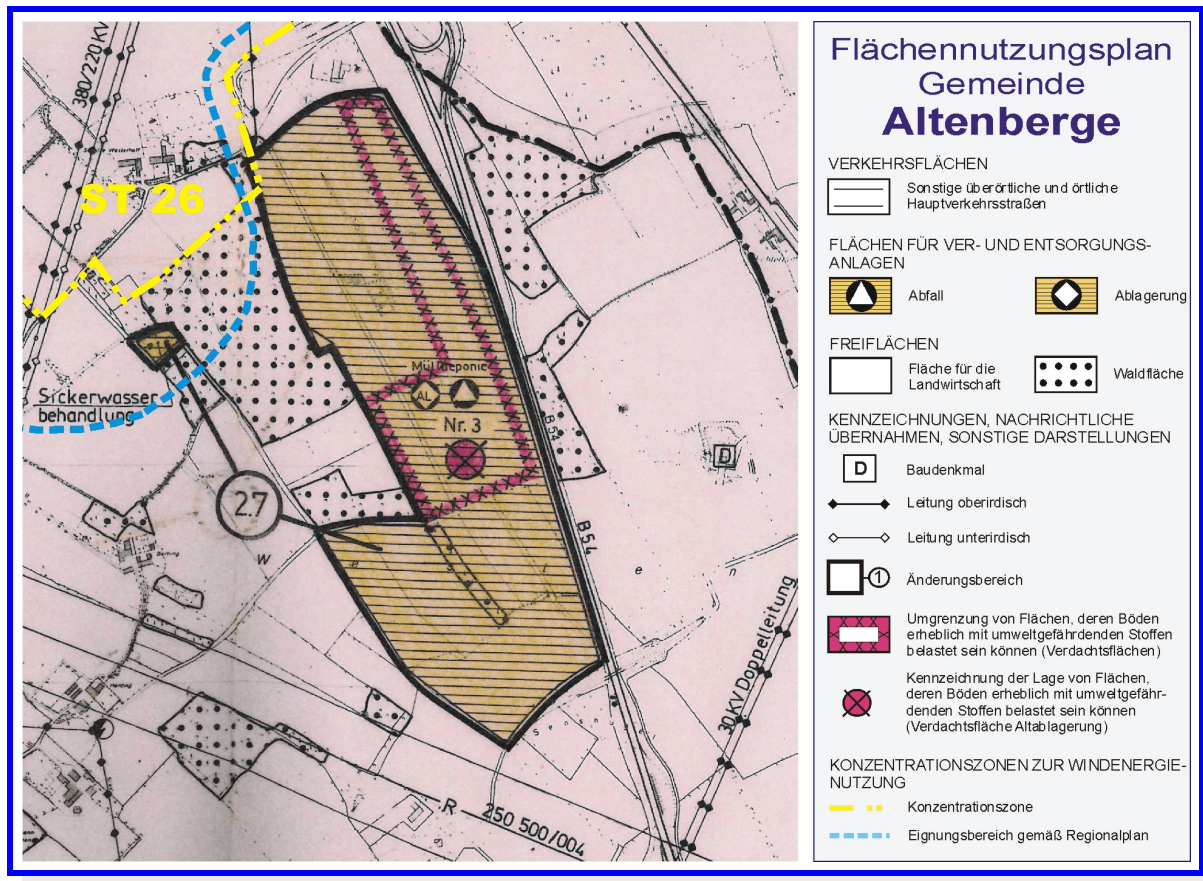 380/220 KV
ST 26
Sickerwasser
behandlung
Mülldeponie
AL
Nr. 3
B 54
D
2.7
W
e
s
t
e
n
B 54
Berling
30 KV Doppelleitung
R 250 500/004
Flächennutzungsplan
Gemeinde
Altenberge
VERKEHRSFLÄCHEN
Sonstige überörtliche und örtliche
Hauptverkehrsstraßen
FLÄCHEN FÜR VER- UND ENTSORGUNGS-
ANLAGEN
Abfall
Ablagerung
FREIFLÄCHEN
Fläche für die
Landwirtschaft
Waldfläche
KENNZEICHNUNGEN, NACHRICHTLICHE
ÜBERNAHMEN, SONSTIGE DARSTELLUNGEN
D
Baudenkmal
Leitung oberirdisch
Leitung unterirdisch
1
Änderungsbereich
Umgrenzung von Flächen, deren Böden
erheblich mit umweltgefährdenden Stoffen
belastet sein können (Verdachtsflächen)
Kennzeichnung der Lage von Flächen,
deren Böden erheblich mit umweltgefähr-
denden Stoffen belastet sein können
(Verdachtsfläche Altablagerung)
KONZENTRATIONSZONEN ZUR WINDENERGIE-
NUTZUNG
Konzentrationszone
Eignungsbereich gemäß Regionalplan